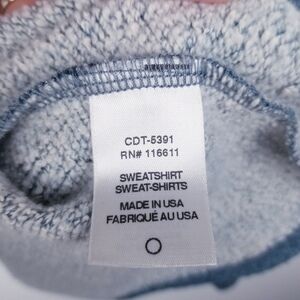 CDT-5391
RN# 116611
SWEATSHIRT
SWEAT-SHIRTS
MADE IN USA
FABRIQUÉ AU USA